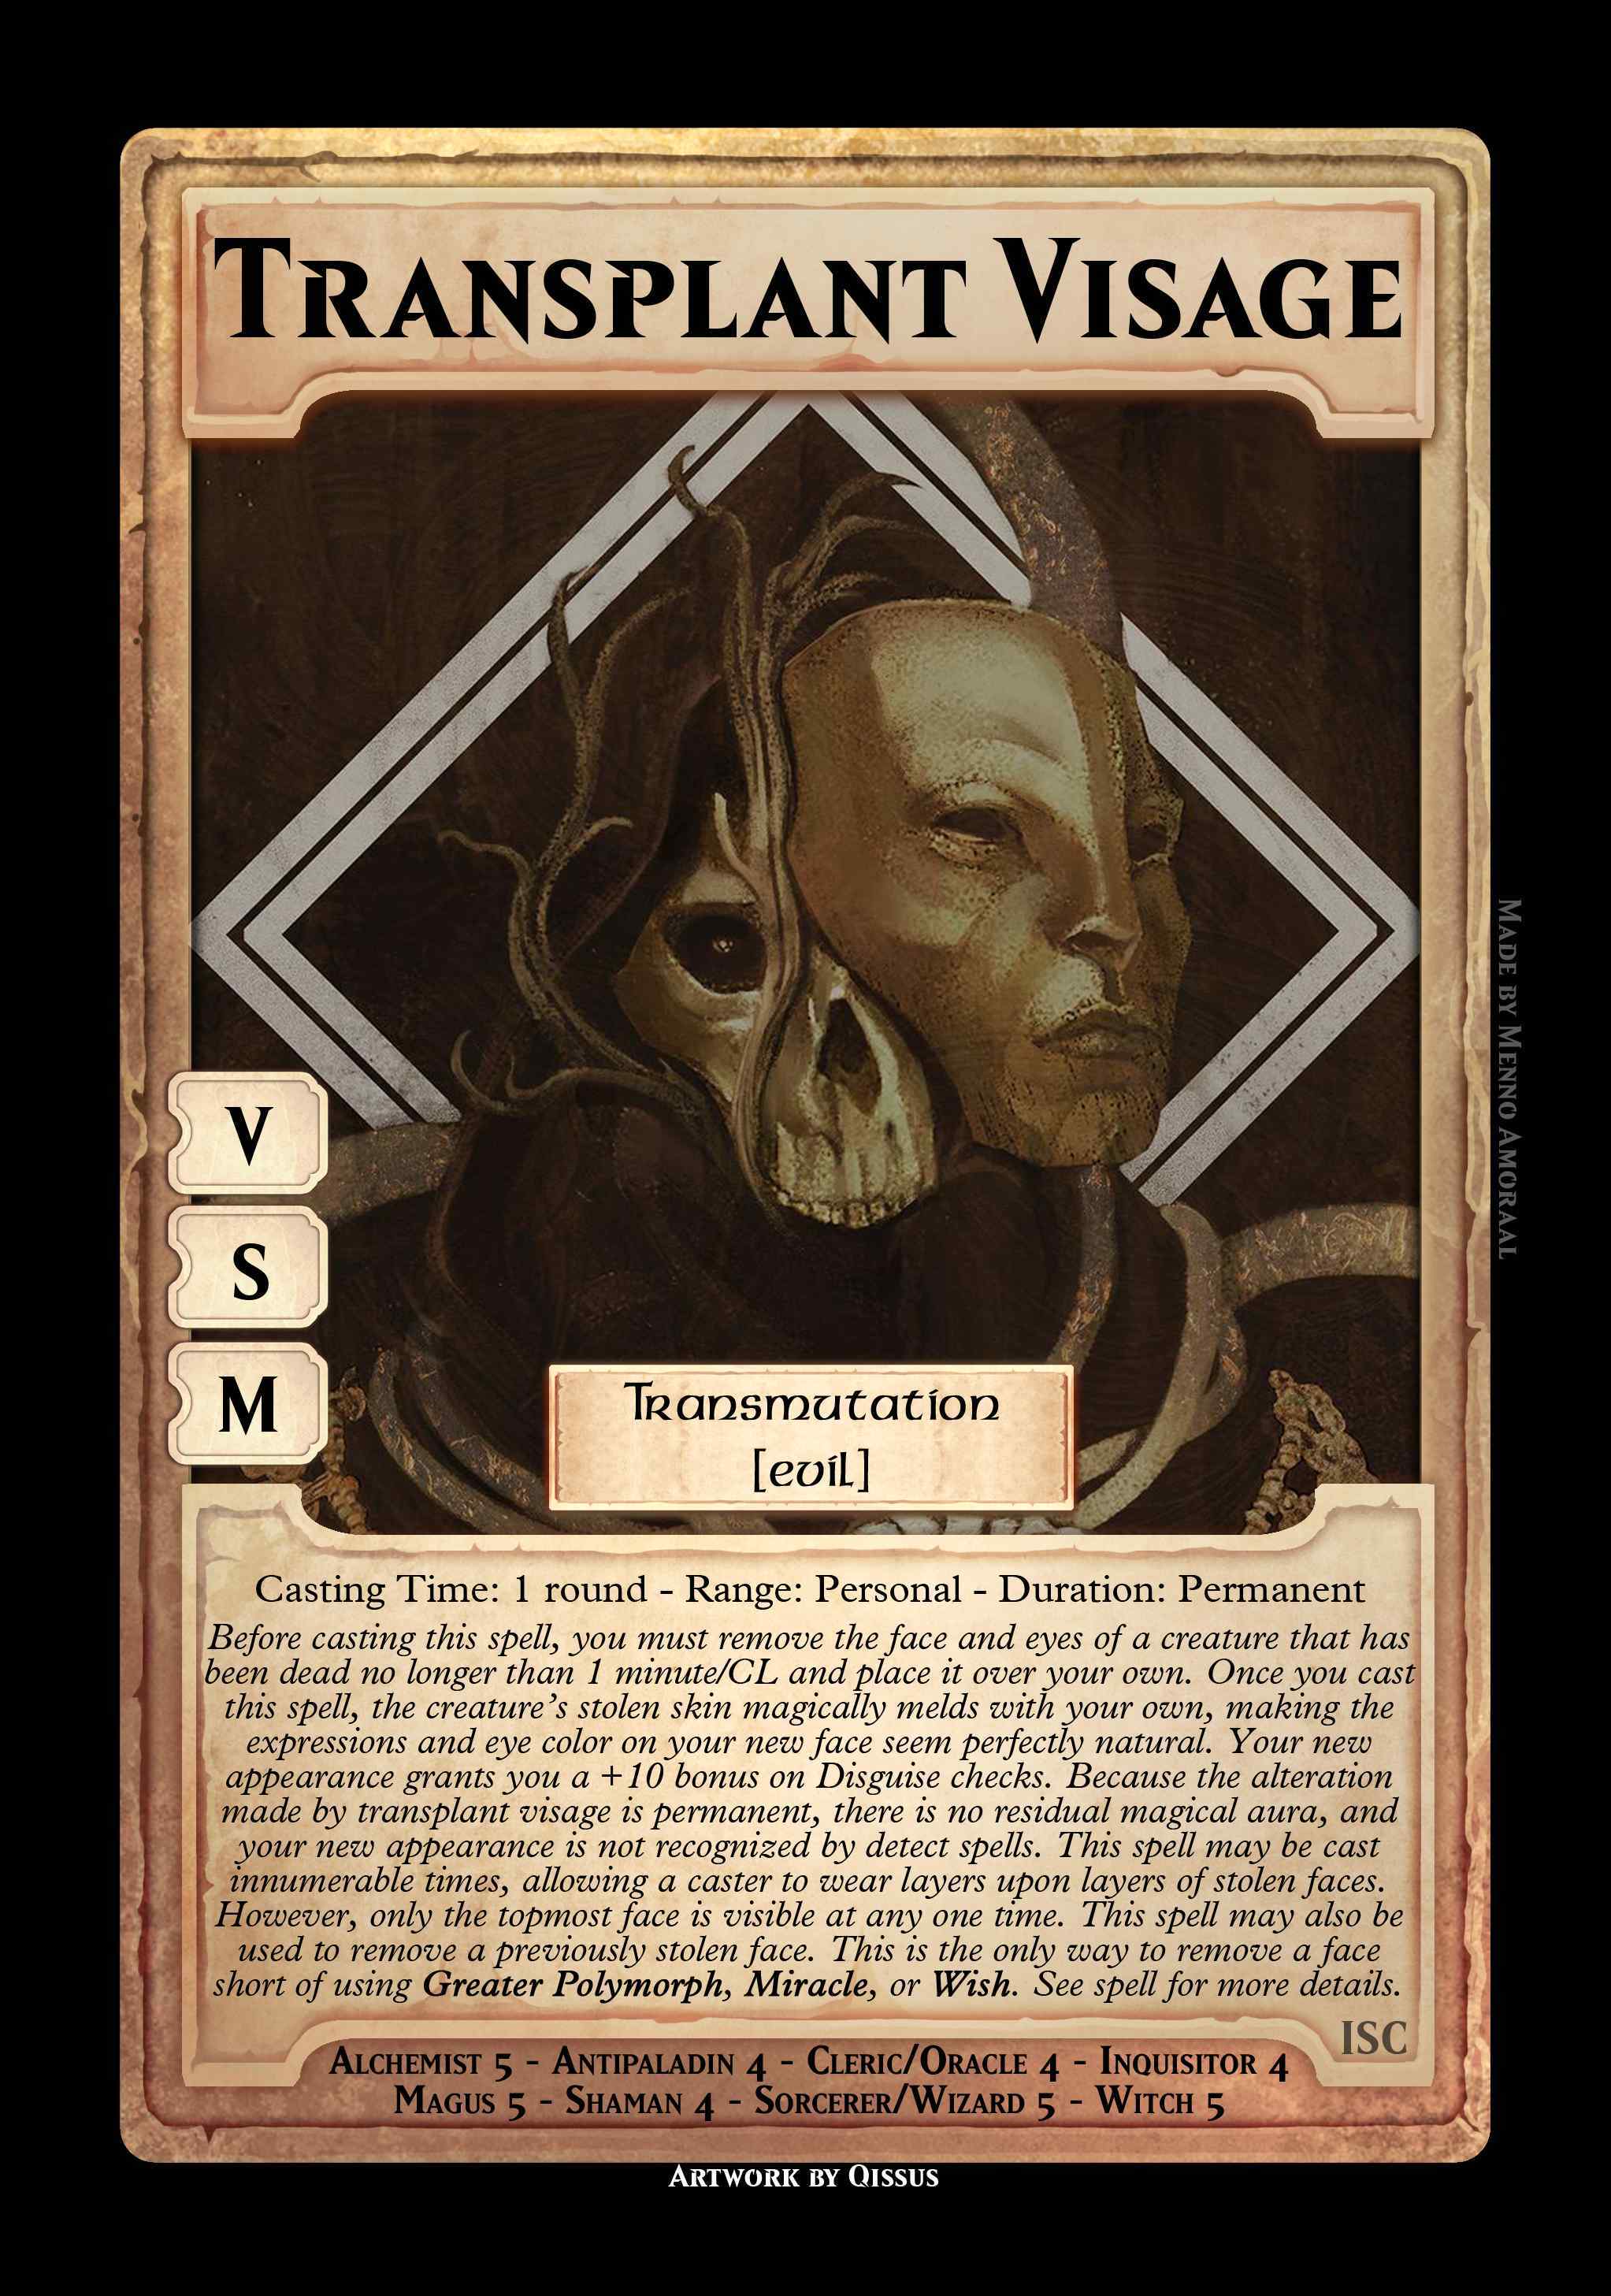 Transplant Visage
V
S
M
Transmutation
[evil]
Casting Time: 1 round - Range: Personal - Duration: Permanent
Before casting this spell, you must remove the face and eyes of a creature that has
been dead no longer than 1 minute/CL and place it over your own. Once you cast
this spell, the creature's stolen skin magically melds with your own, making the
expressions and eye color on your new face seem perfectly natural. Your new
appearance grants you a +10 bonus on Disguise checks. Because the alteration
made by transplant visage is permanent, there is no residual magical aura, and
your new appearance is not recognized by detect spells. This spell may be cast
innumerable times, allowing a caster to wear layers upon layers of stolen faces.
However, only the topmost face is visible at any one time. This spell may also be
used to remove a previously stolen face. This is the only way to remove a face
short of using Greater Polymorph, Miracle, or Wish. See spell for more details.
ISC
Alchemist 5 - Antipaladin 4 - Cleric/Oracle 4 - Inquisitor 4
Magus 5 - Shaman 4 - Sorcerer/Wizard 5 - Witch 5
Artwork by Qissus
Made by Menno Amoraal